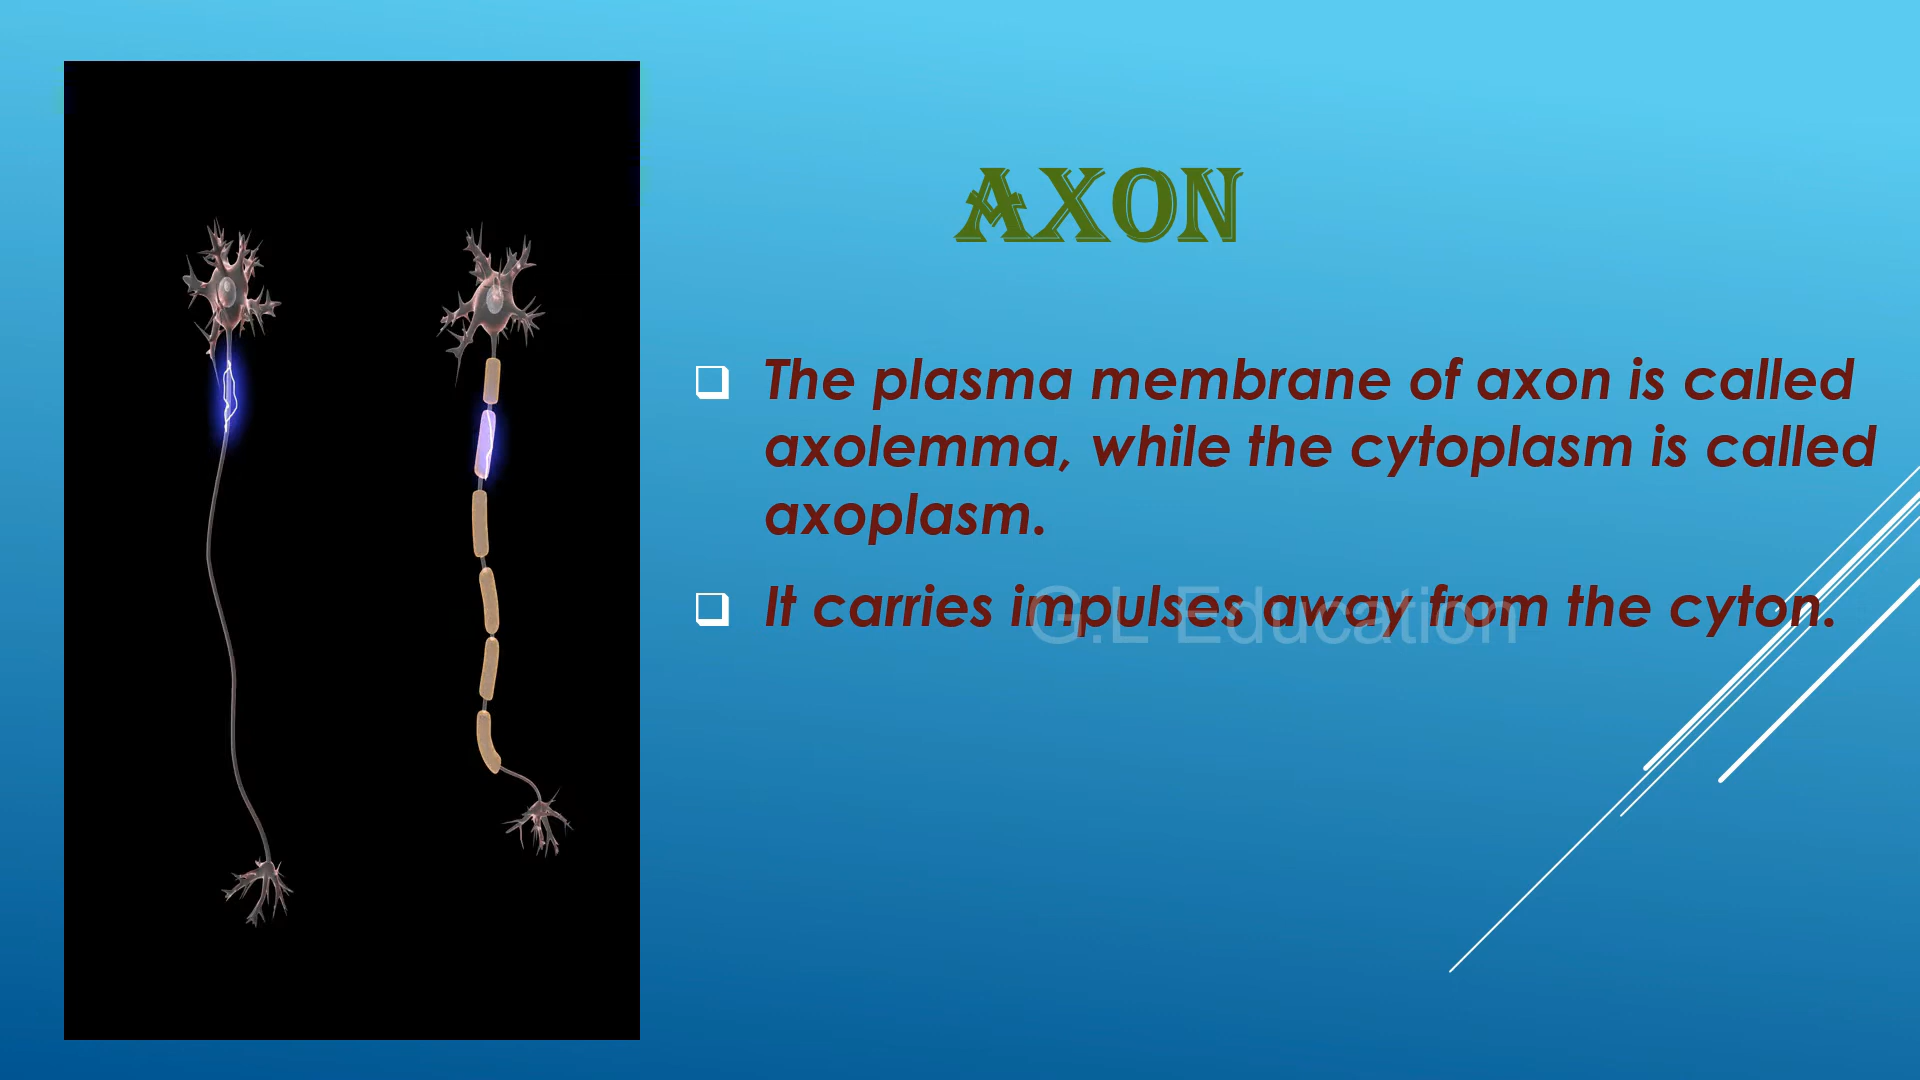 AXON
The plasma membrane of axon is called
axolemma, while the cytoplasm is called
axoplasm.
It carries impulses away from the cyton.
G.L Education